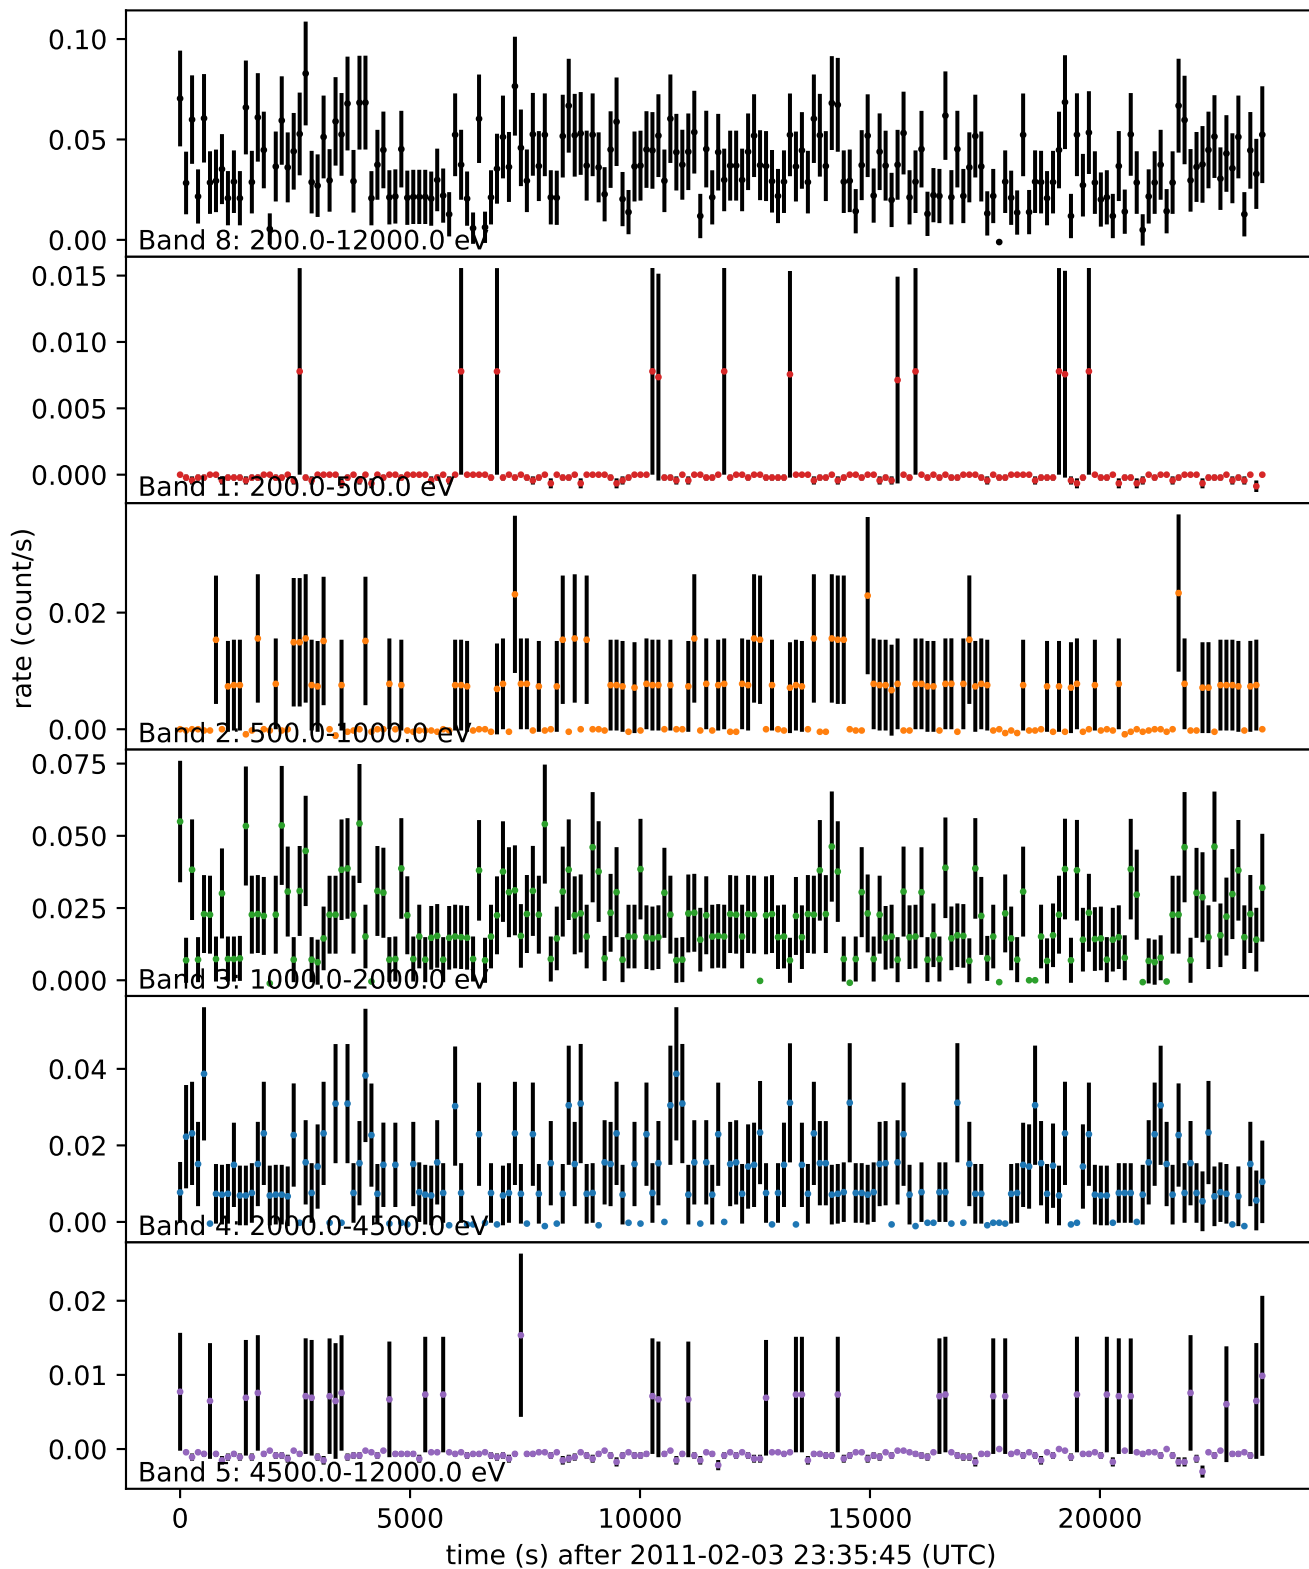 0.10
0.05
0.00
Band 8: 200.0-12000.0 eV
0.015
0.010
0.005
0.000
Band 1: 200.0-500.0 eV
rate (count/s)
0.02
0.00
Band 2: 500.0-1000.0 eV
0.075
0.050
0.025
0.000
Band 3: 1000.0-2000.0 eV
0.04
0.02
0.00
Band 4: 2000.0-4500.0 eV
0.02
0.01
0.00
Band 5: 4500.0-12000.0 eV
0 5000 10000 15000 20000
time (s) after 2011-02-03 23:35:45 (UTC)